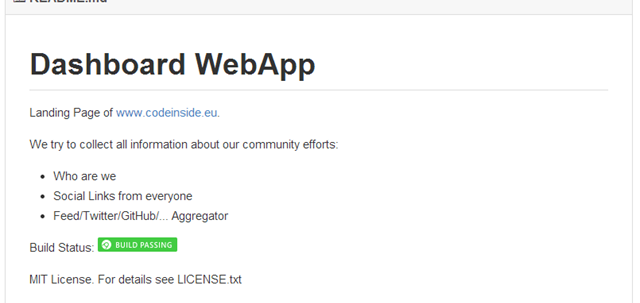 README.md
Dashboard WebApp
Landing Page of www.codeinside.eu.
We try to collect all information about our community efforts:
• Who are we
• Social Links from everyone
• Feed/Twitter/GitHub/... Aggregator
Build Status: BUILD PASSING
MIT License. For details see LICENSE.txt